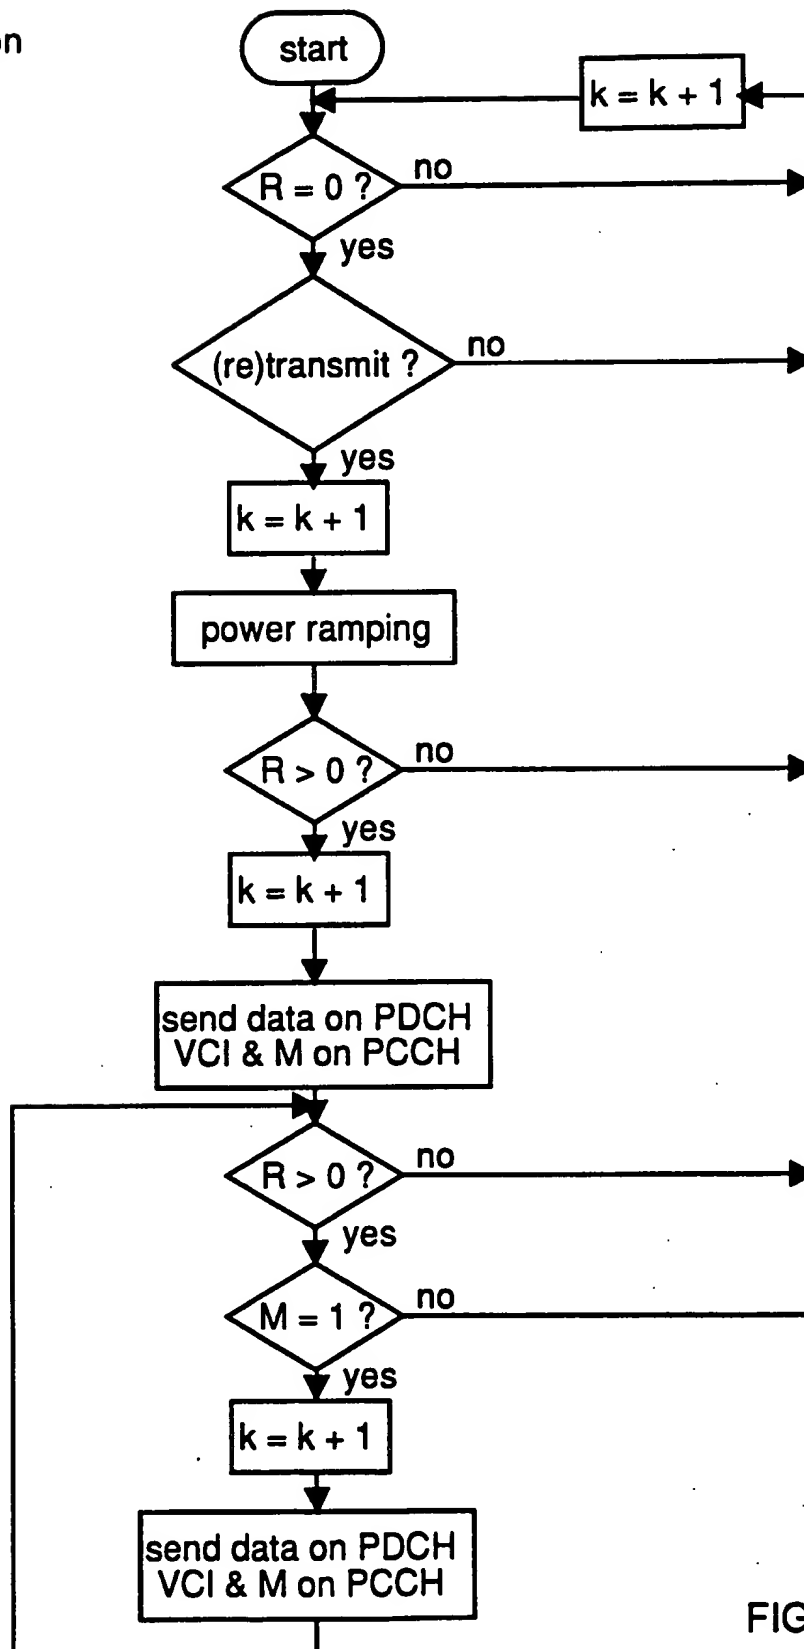 start
k = k + 1
R = 0 ?
no
yes
(re)transmit ?
no
yes
k = k + 1
power ramping
R > 0 ?
no
yes
k = k + 1
send data on PDCH
VCI & M on PCCH
R > 0 ?
no
yes
M = 1 ?
no
yes
k = k + 1
send data on PDCH
VCI & M on PCCH
FIG